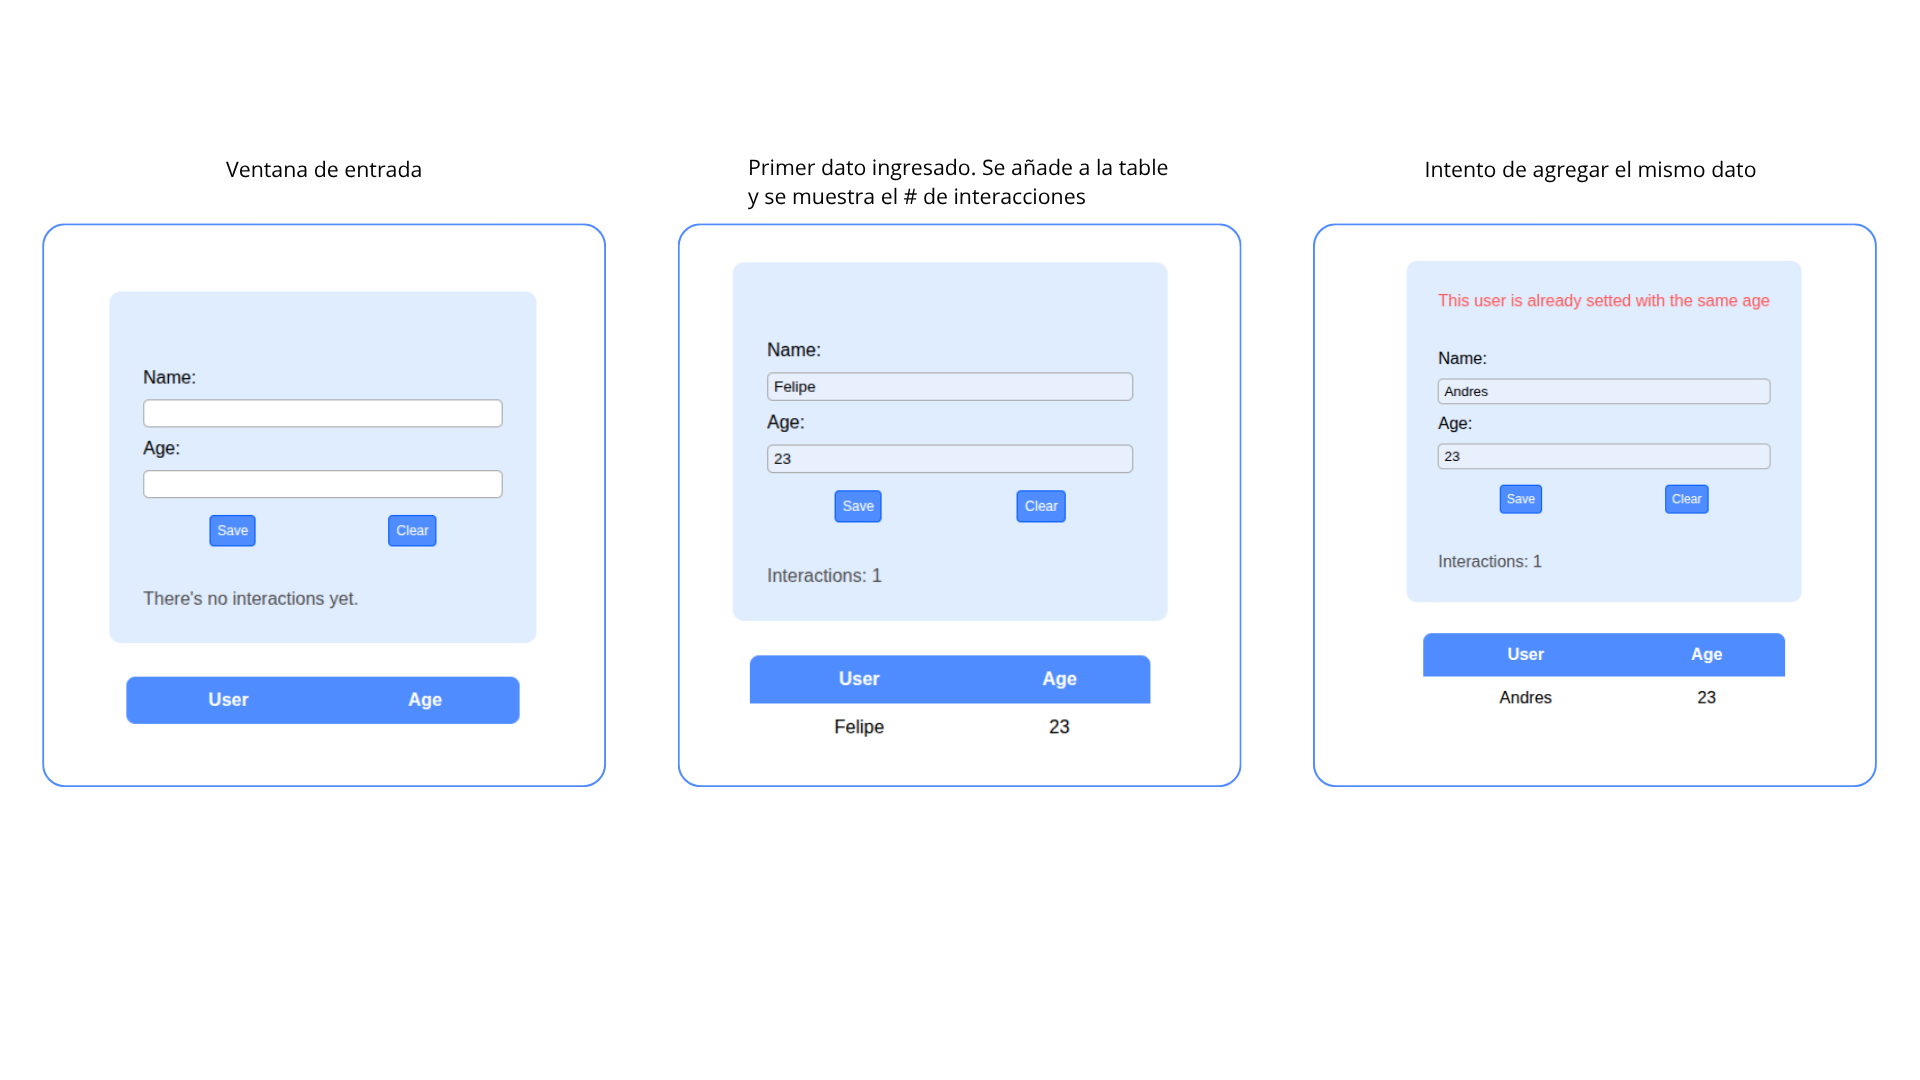 Ventana de entrada
Name:
Age:
Save
Clear
There's no interactions yet.
User
Age
Primer dato ingresado. Se añade a la table
y se muestra el # de interacciones
Name:
Felipe
Age:
23
Save
Clear
Interactions: 1
User
Age
Felipe
23
Intento de agregar el mismo dato
This user is already setted with the same age
Name:
Andres
Age:
23
Save
Clear
Interactions: 1
User
Age
Andres
23